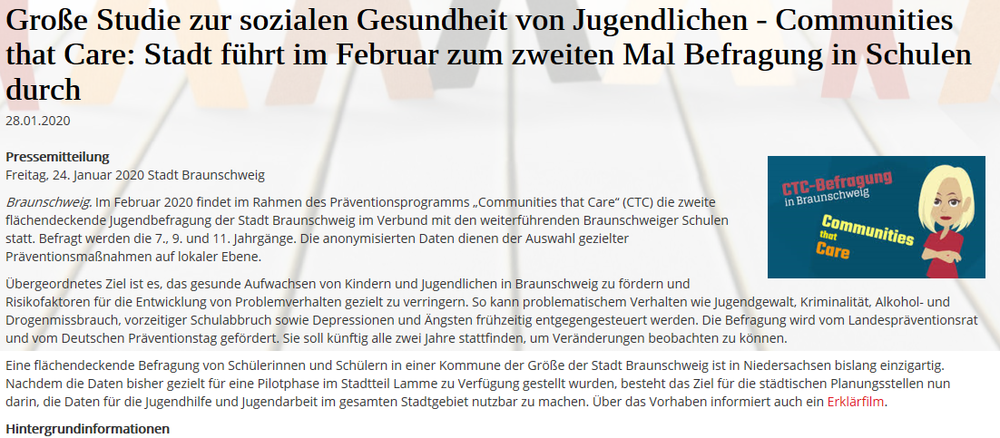 Große Studie zur sozialen Gesundheit von Jugendlichen - Communities
that Care: Stadt führt im Februar zum zweiten Mal Befragung in Schulen
durch
28.01.2020
Pressemitteilung
Freitag, 24. Januar 2020 Stadt Braunschweig
Braunschweig. Im Februar 2020 findet im Rahmen des Präventionsprogramms „Communities that Care“ (CTC) die zweite
flächendeckende Jugendbefragung der Stadt Braunschweig im Verbund mit den weiterführenden Braunschweiger Schulen
statt. Befragt werden die 7., 9. und 11. Jahrgänge. Die anonymisierten Daten dienen der Auswahl gezielter
Präventionsmaßnahmen auf lokaler Ebene.
CTC-Befragung
in Braunschweig
Communities
that
Care
Übergeordnetes Ziel ist es, das gesunde Aufwachsen von Kindern und Jugendlichen in Braunschweig zu fördern und
Risikofaktoren für die Entwicklung von Problemverhalten gezielt zu verringern. So kann problematischem Verhalten wie Jugendgewalt, Kriminalität, Alkohol- und
Drogenmissbrauch, vorzeitiger Schulabbruch sowie Depressionen und Ängsten frühzeitig entgegengesteuert werden. Die Befragung wird vom Landespräventionsrat
und vom Deutschen Präventionstag gefördert. Sie soll künftig alle zwei Jahre stattfinden, um Veränderungen beobachten zu können.
Eine flächendeckende Befragung von Schülerinnen und Schülern in einer Kommune der Größe der Stadt Braunschweig ist in Niedersachsen bislang einzigartig.
Nachdem die Daten bisher gezielt für eine Pilotphase im Stadtteil Lamme zu Verfügung gestellt wurden, besteht das Ziel für die städtischen Planungsstellen nun
darin, die Daten für die Jugendhilfe und Jugendarbeit im gesamten Stadtgebiet nutzbar zu machen. Über das Vorhaben informiert auch ein Erklärfilm.
Hintergrundinformationen